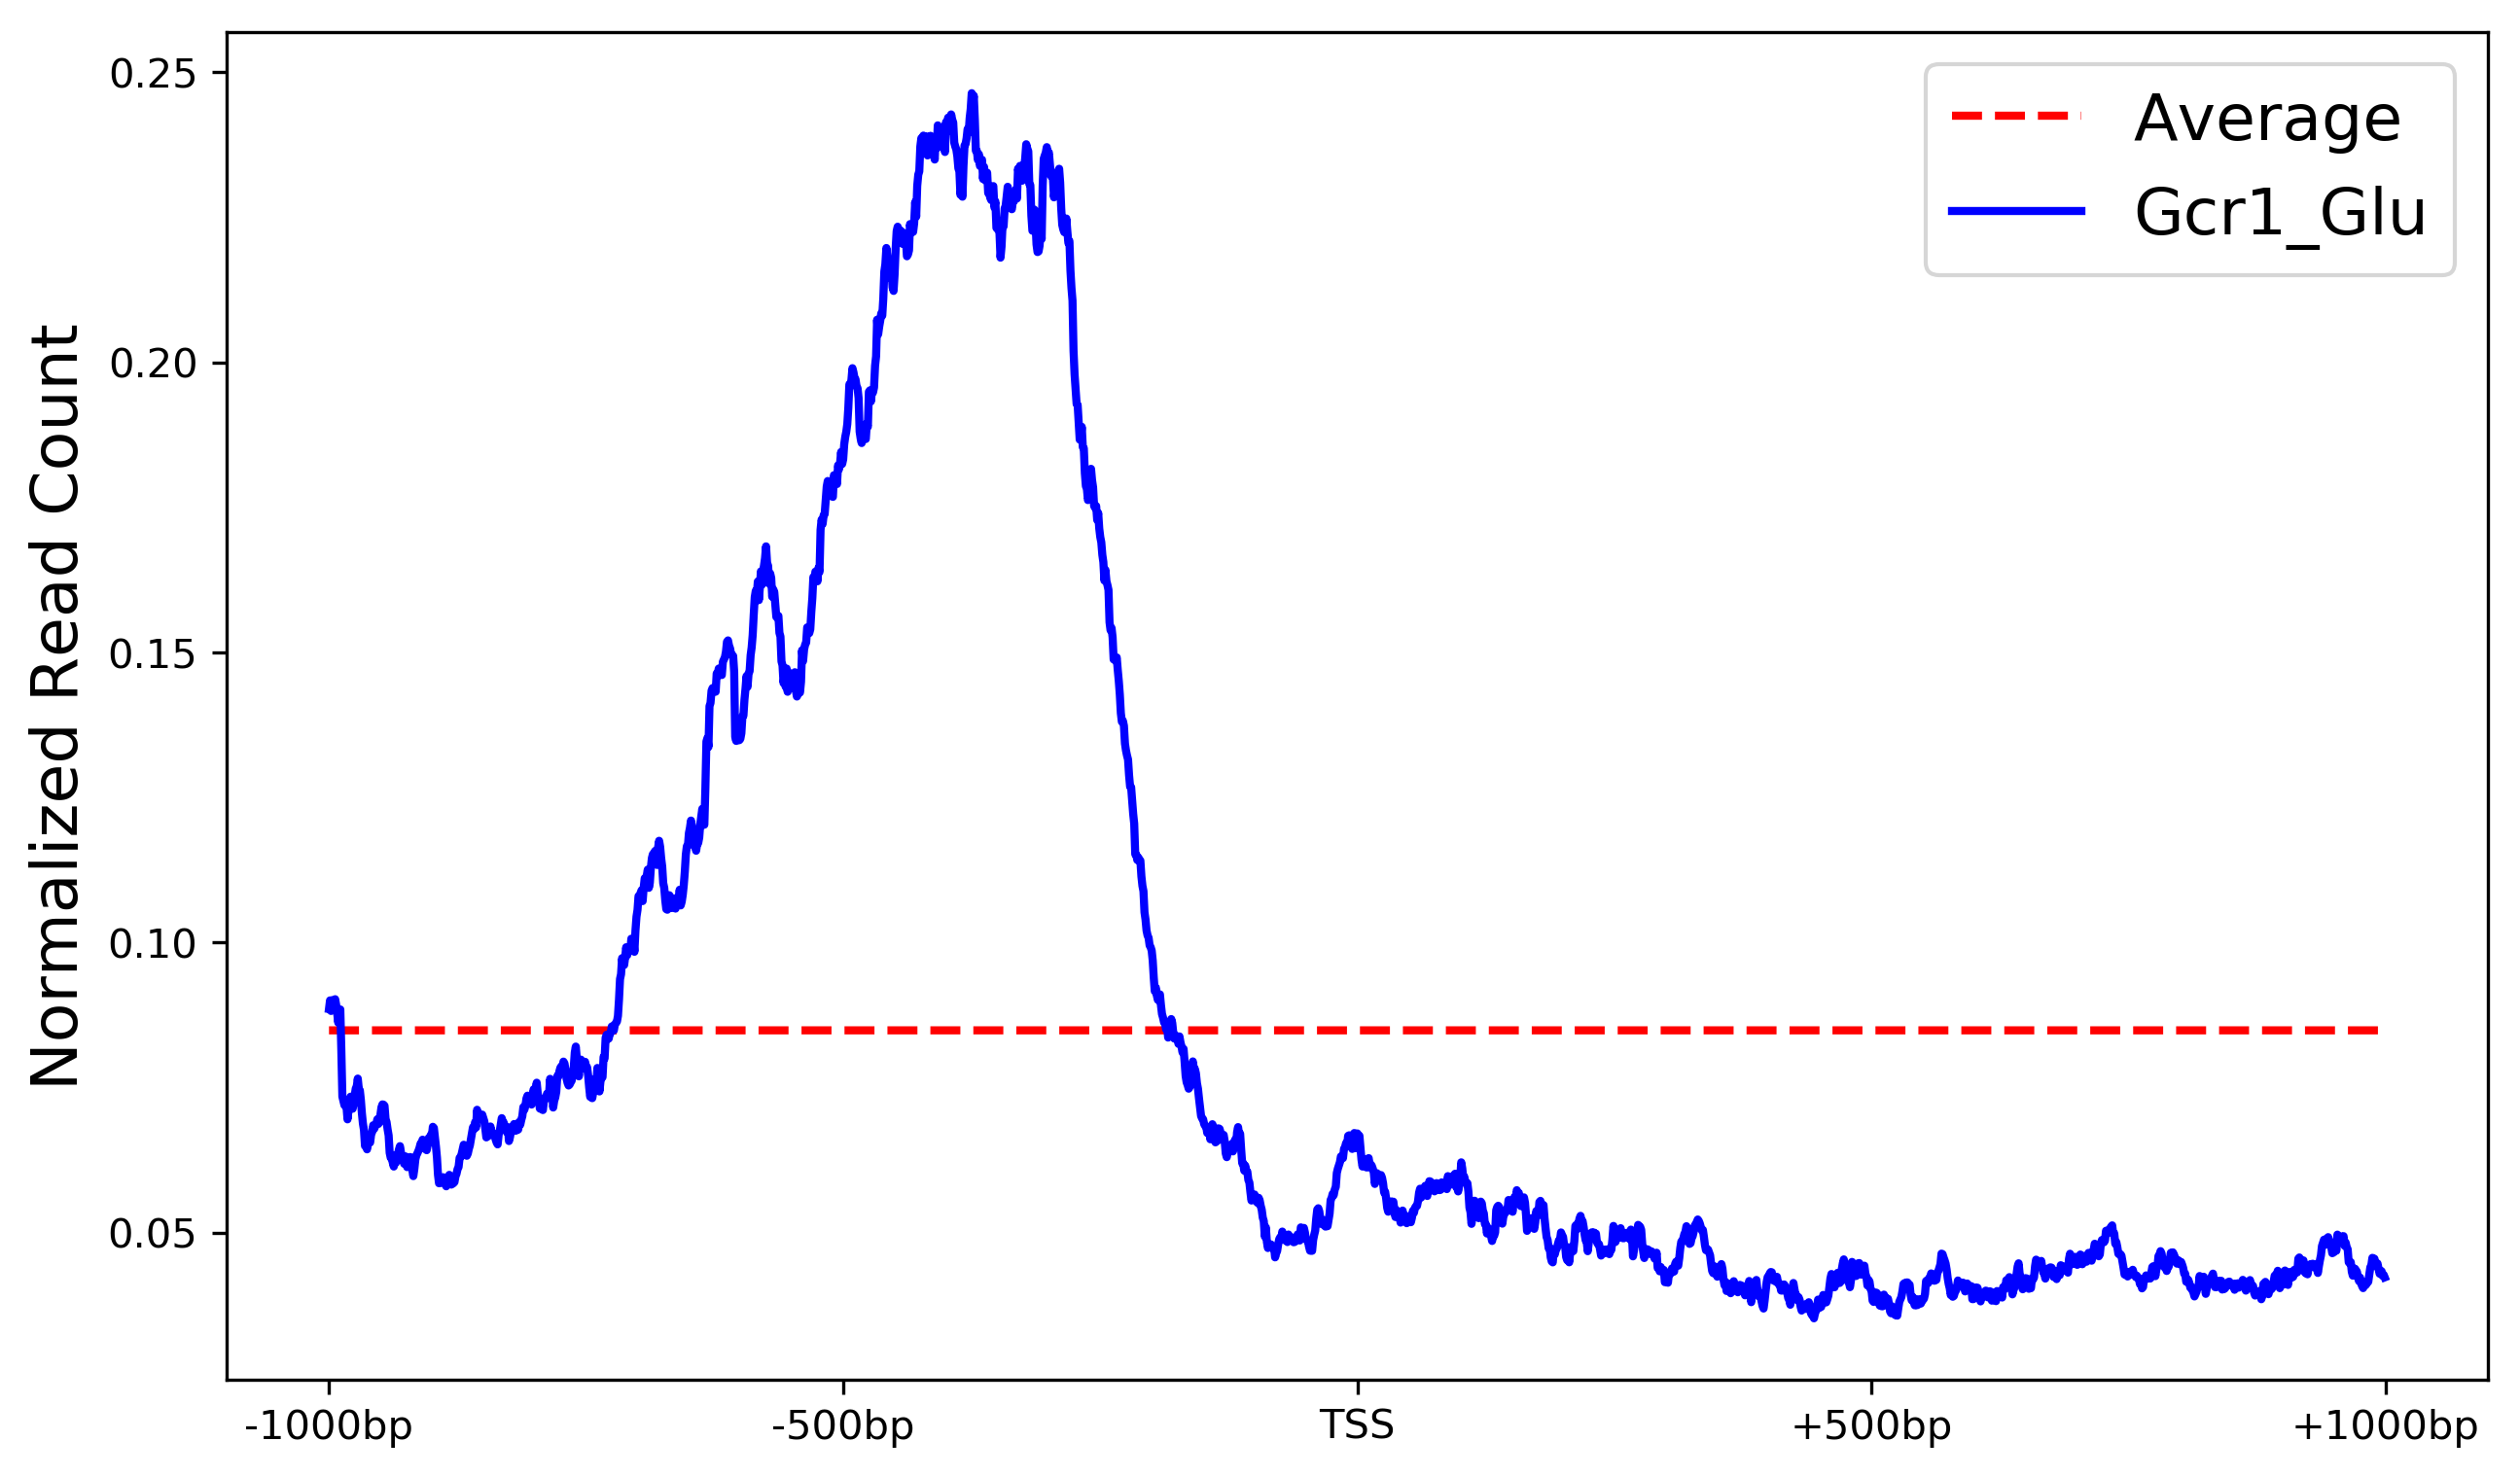 Normalized Read Count
0.25
0.20
0.15
0.10
0.05
-1000bp
-500bp
TSS
+500bp
+1000bp
Average
Gcr1_Glu